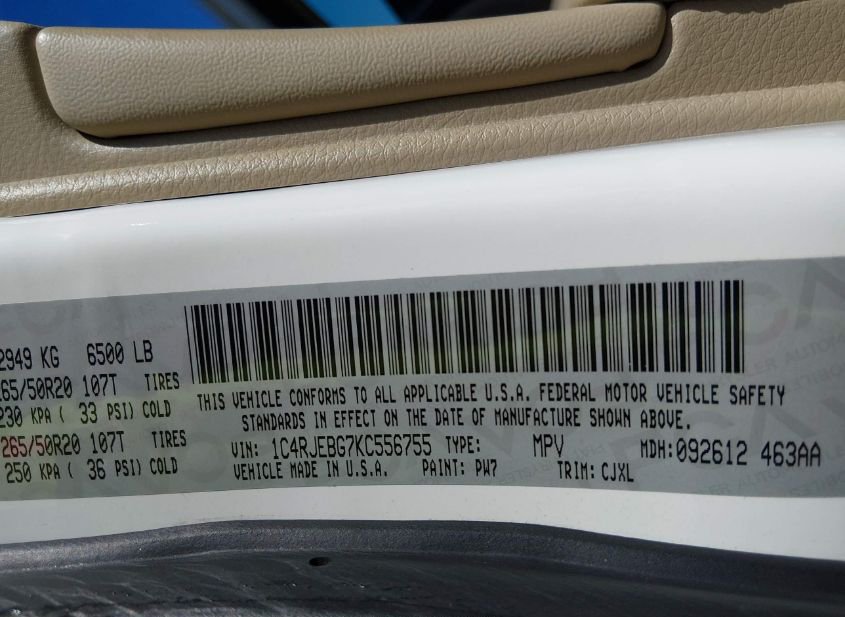 2949 KG 6500 LB
265/50R20 107T TIRES
230 KPA ( 33 PSI) COLD
265/50R20 107T TIRES
250 KPA ( 36 PSI) COLD
THIS VEHICLE CONFORMS TO ALL APPLICABLE U.S.A. FEDERAL MOTOR VEHICLE SAFETY
STANDARDS IN EFFECT ON THE DATE OF MANUFACTURE SHOWN ABOVE.
VIN: 1C4RJEBG7KC556755 TYPE: MPV MDH:092612 463AA
VEHICLE MADE IN U.S.A. PAINT: PW7 TRIM: CJXL